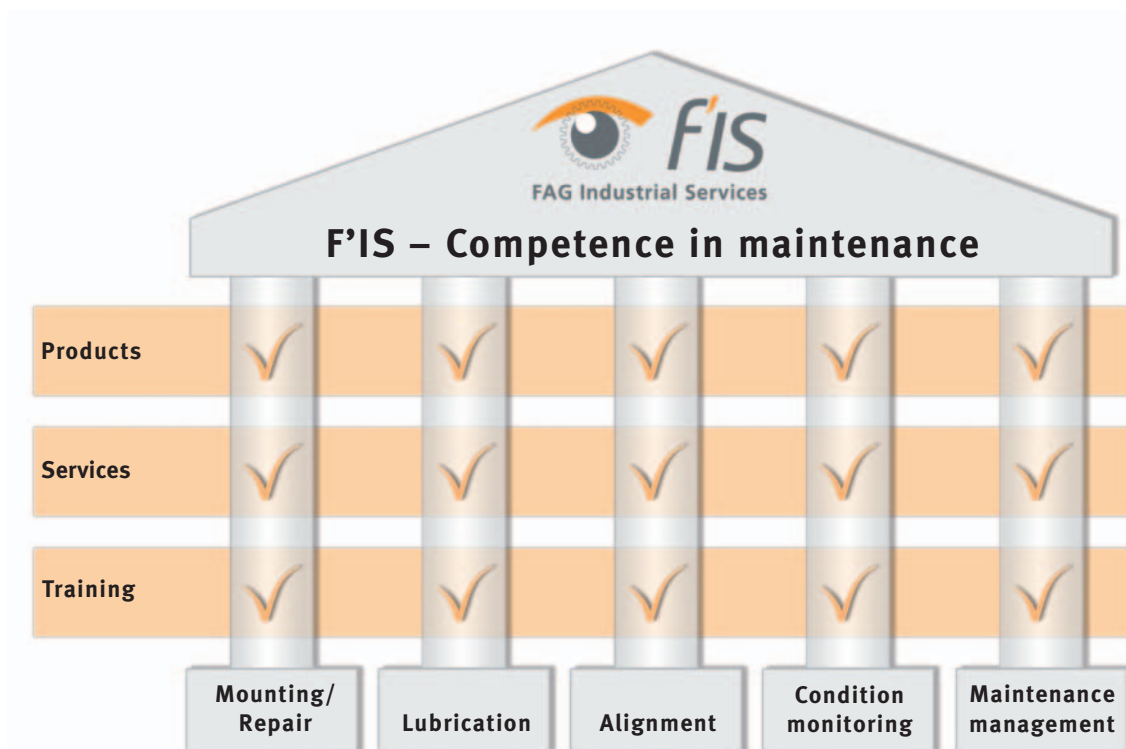 F'IS
FAG Industrial Services
F'IS – Competence in maintenance
Products
Services
Training
Mounting/
Repair
Lubrication
Alignment
Condition
monitoring
Maintenance
management